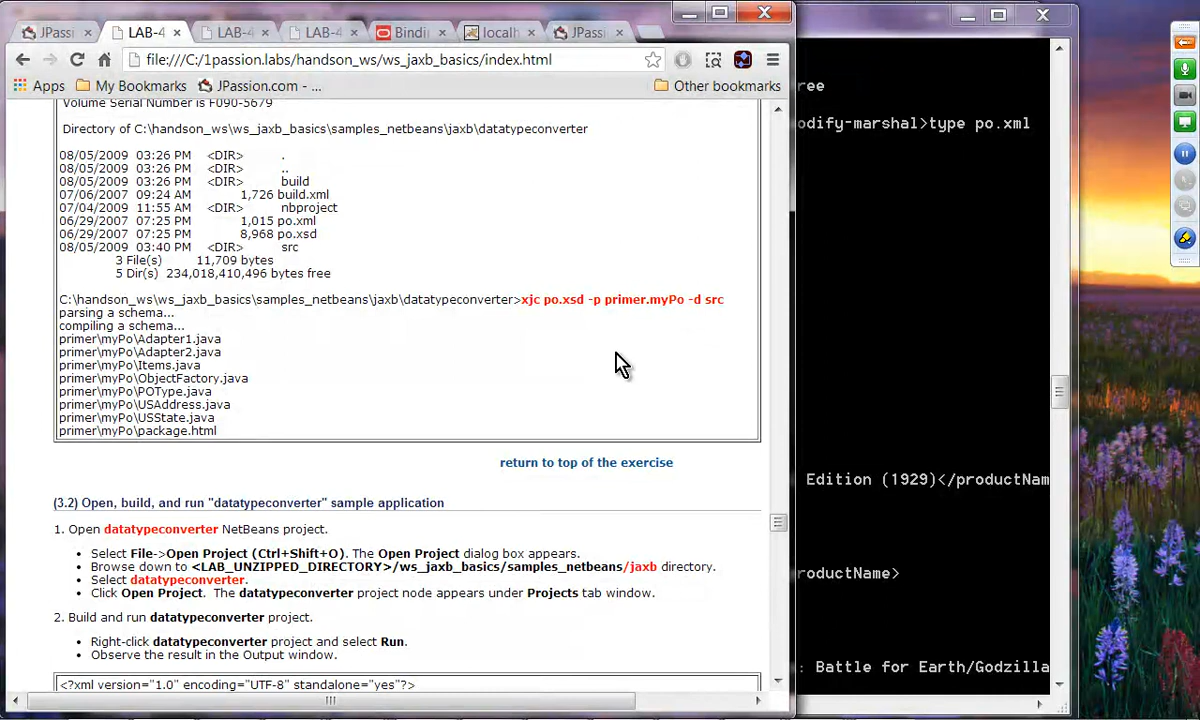 JPassi
LAB-4
LAB-4
LAB-4
Bindi
localh
JPassi
file:///C:/1passion.labs/handson_ws/ws_jaxb_basics/index.html
Apps
My Bookmarks
JPassion.com - ...
Other bookmarks
Volume Serial Number is F090-5679
Directory of C:\handson_ws\ws_jaxb_basics\samples_netbeans\jaxb\datatypeconverter
08/05/2009 03:26 PM <DIR> .
08/05/2009 03:26 PM <DIR> ..
08/05/2009 03:26 PM <DIR> build
07/06/2007 09:24 AM 1,726 build.xml
07/04/2009 11:55 AM <DIR> nbproject
06/29/2007 07:25 PM 1,015 po.xml
06/29/2007 07:25 PM 8,968 po.xsd
08/05/2009 03:40 PM <DIR> src
3 File(s) 11,709 bytes
5 Dir(s) 234,018,410,496 bytes free
C:\handson_ws\ws_jaxb_basics\samples_netbeans\jaxb\datatypeconverter>xjc po.xsd -p primer.myPo -d src
parsing a schema...
compiling a schema...
primer\myPo\Adapter1.java
primer\myPo\Adapter2.java
primer\myPo\Items.java
primer\myPo\ObjectFactory.java
primer\myPo\POType.java
primer\myPo\USAddress.java
primer\myPo\USState.java
primer\myPo\package.html
return to top of the exercise
(3.2) Open, build, and run "datatypeconverter" sample application
1. Open datatypeconverter NetBeans project.
• Select File->Open Project (Ctrl+Shift+O). The Open Project dialog box appears.
• Browse down to <LAB_UNZIPPED_DIRECTORY>/ws_jaxb_basics/samples_netbeans/jaxb directory.
• Select datatypeconverter.
• Click Open Project. The datatypeconverter project node appears under Projects tab window.
2. Build and run datatypeconverter project.
• Right-click datatypeconverter project and select Run.
• Observe the result in the Output window.
<?xml version="1.0" encoding="UTF-8" standalone="yes"?>
ree
odify-marshal>type po.xml
Edition (1929)</productNam
roductName>
: Battle for Earth/Godzilla